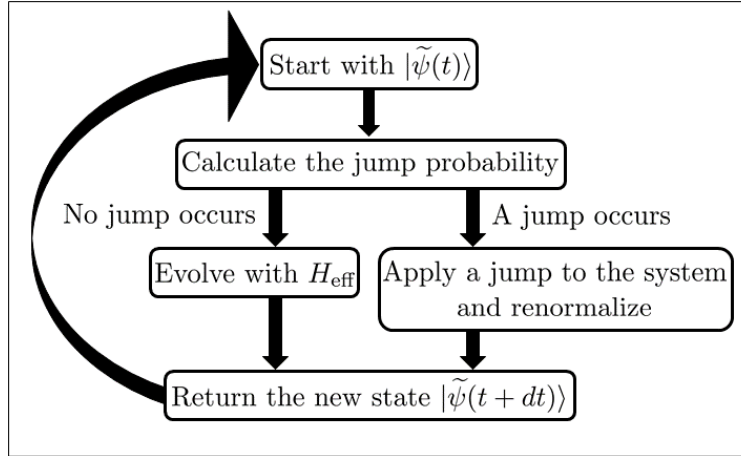 Start with |ψ̃(t)⟩
Calculate the jump probability
No jump occurs
A jump occurs
Evolve with H_eff
Apply a jump to the system
and renormalize
Return the new state |ψ̃(t + dt)⟩